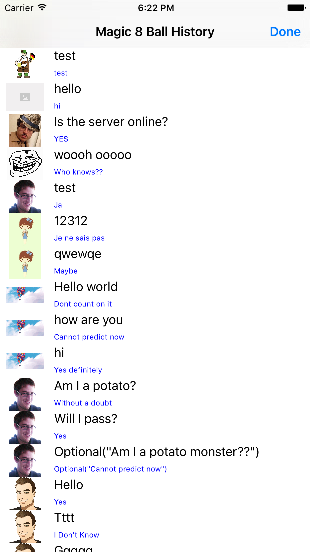 Carrier 6:22 PM
Magic 8 Ball History Done
test
test
hello
hi
Is the server online?
YES
woooh ooooo
Who knows??
test
Ja
12312
Je ne sais pas
qwewqe
Maybe
Hello world
Dont count on it
how are you
Cannot predict now
hi
Yes definitely
Am I a potato?
Without a doubt
Will I pass?
Yes
Optional("Am I a potato monster??")
Optional("Cannot predict now")
Hello
Yes
Tttt
I Don't Know